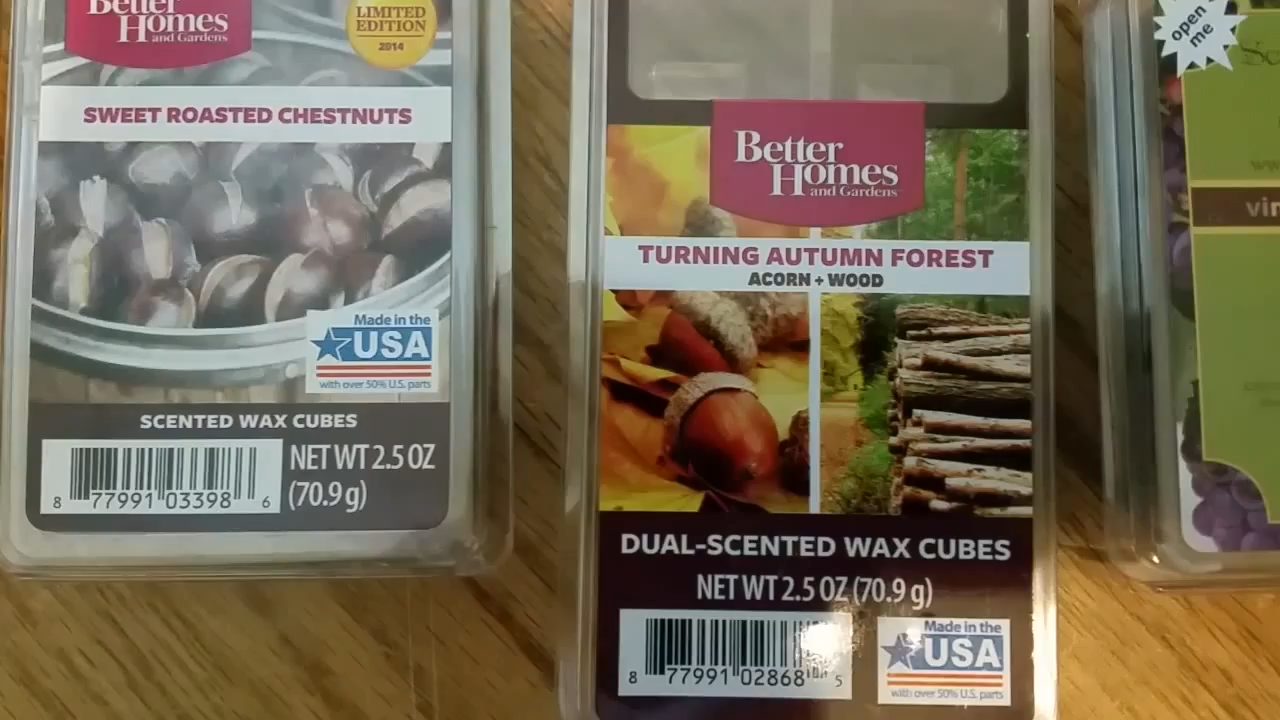 Better
Homes
and Gardens
LIMITED
EDITION
2014
SWEET ROASTED CHESTNUTS
Made in the
USA
with over 50% U.S. parts
SCENTED WAX CUBES
NET WT 2.5 OZ
(70.9 g)
8 77991 03398 6
Better
Homes
and Gardens
TURNING AUTUMN FOREST
ACORN + WOOD
DUAL-SCENTED WAX CUBES
NET WT 2.5 OZ (70.9 g)
8 77991 02868 5
Made in the
USA
with over 50% U.S. parts
open
me